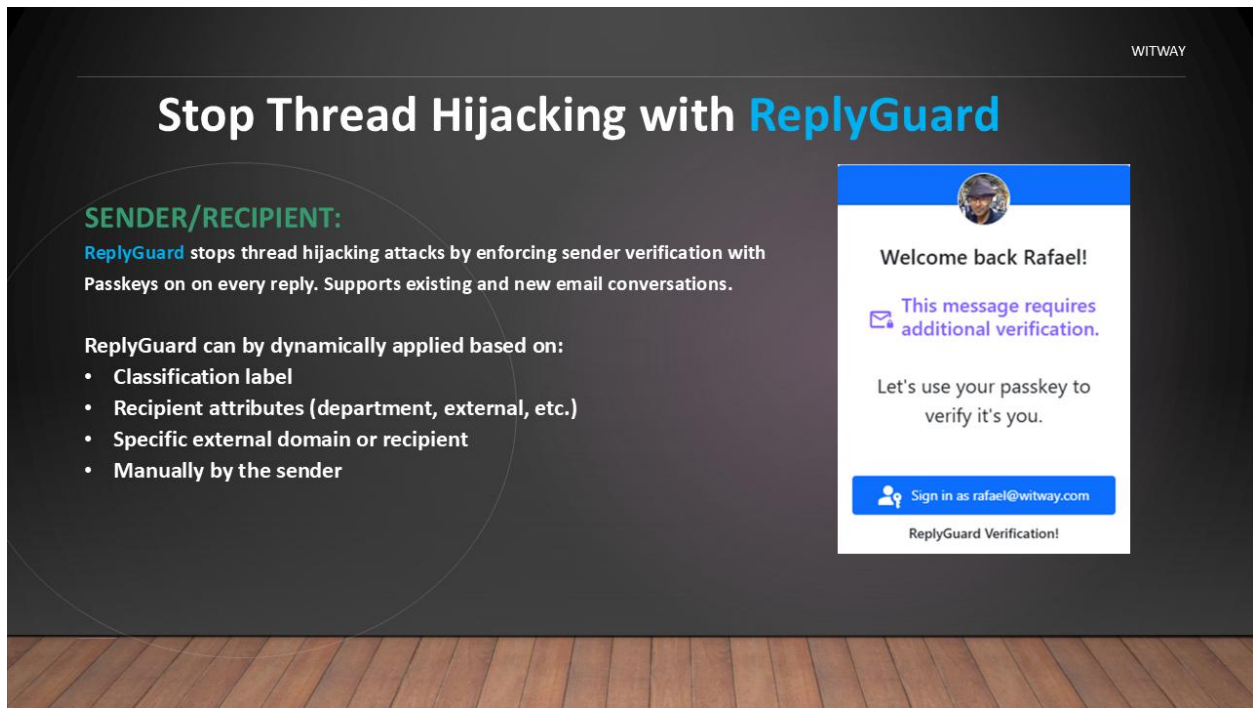 WITWAY
Stop Thread Hijacking with ReplyGuard
SENDER/RECIPIENT:
ReplyGuard stops thread hijacking attacks by enforcing sender verification with
Passkeys on on every reply. Supports existing and new email conversations.
ReplyGuard can by dynamically applied based on:
• Classification label
• Recipient attributes (department, external, etc.)
• Specific external domain or recipient
• Manually by the sender
Welcome back Rafael!
This message requires
additional verification.
Let's use your passkey to
verify it's you.
Sign in as rafael@witway.com
ReplyGuard Verification!